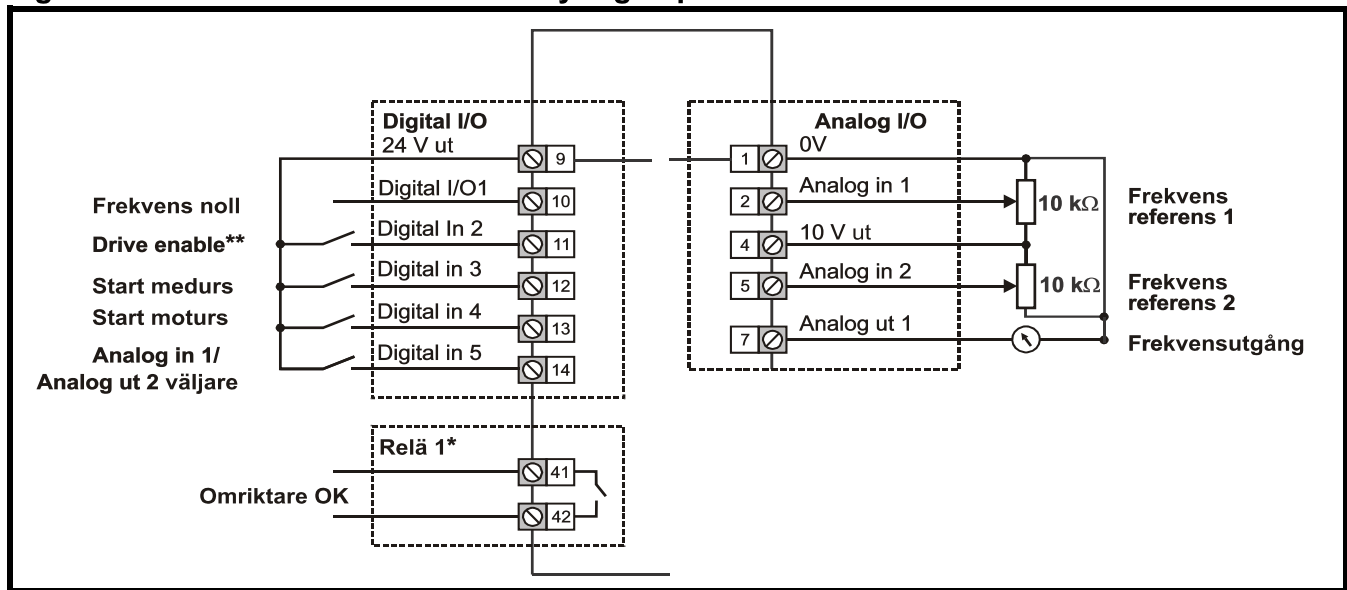 Digital I/O
24 V ut
9
Frekvens noll
Digital I/O1
10
Drive enable**
Digital In 2
11
Start medurs
Digital in 3
12
Start moturs
Digital in 4
13
Analog in 1/
Analog ut 2 väljare
Digital in 5
14
Relä 1*
Omriktare OK
41
42
Analog I/O
1
0V
2
Analog in 1
10 kΩ
Frekvens
referens 1
4
10 V ut
5
Analog in 2
10 kΩ
Frekvens
referens 2
7
Analog ut 1
Frekvensutgång